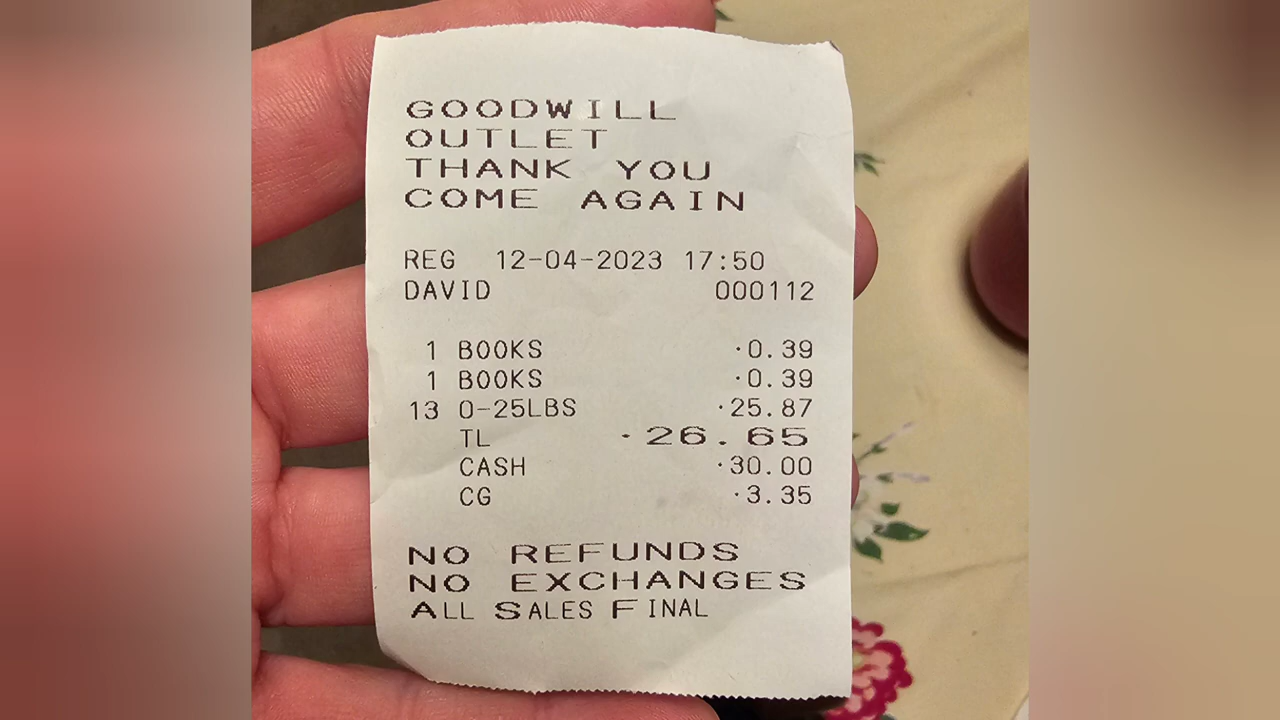 GOODWILL
OUTLET
THANK YOU
COME AGAIN
REG 12-04-2023 17:50
DAVID 000112
1 BOOKS ·0.39
1 BOOKS ·0.39
13 0-25LBS ·25.87
TL ·26.65
CASH ·30.00
CG ·3.35
NO REFUNDS
NO EXCHANGES
ALL SALES FINAL